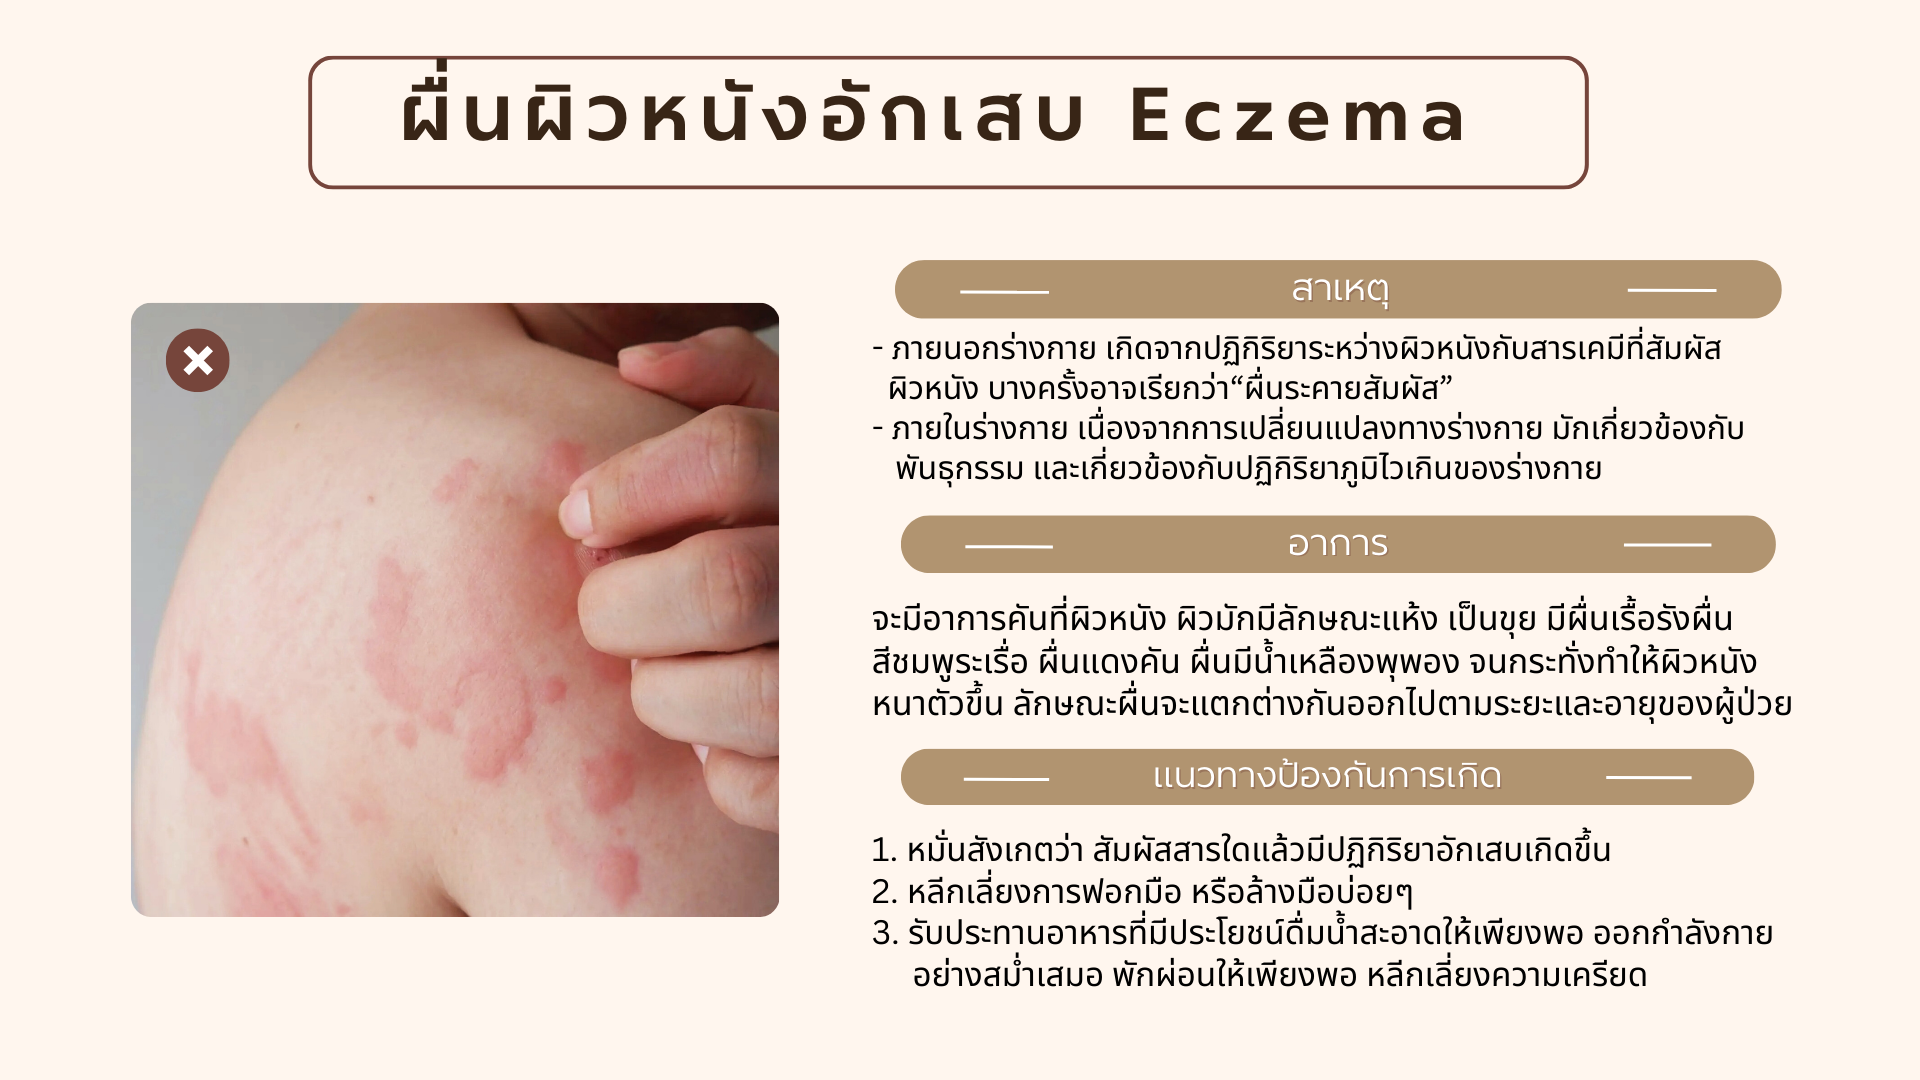 ผื่นผิวหนังอักเสบ Eczema
สาเหตุ
- ภายนอกร่างกาย เกิดจากปฏิกิริยาระหว่างผิวหนังกับสารเคมีที่สัมผัส
ผิวหนัง บางครั้งอาจเรียกว่า“ผื่นระคายสัมผัส”
- ภายในร่างกาย เนื่องจากการเปลี่ยนแปลงทางร่างกาย มักเกี่ยวข้องกับ
พันธุกรรม และเกี่ยวข้องกับปฏิกิริยาภูมิไวเกินของร่างกาย
อาการ
จะมีอาการคันที่ผิวหนัง ผิวมักมีลักษณะแห้ง เป็นขุย มีผื่นเรื้อรังผื่น
สีชมพูระเรื่อ ผื่นแดงคัน ผื่นมีน้ำเหลืองพุพอง จนกระทั่งทำให้ผิวหนัง
หนาตัวขึ้น ลักษณะผื่นจะแตกต่างกันออกไปตามระยะและอายุของผู้ป่วย
แนวทางป้องกันการเกิด
1. หมั่นสังเกตว่า สัมผัสสารใดแล้วมีปฏิกิริยาอักเสบเกิดขึ้น
2. หลีกเลี่ยงการฟอกมือ หรือล้างมือบ่อยๆ
3. รับประทานอาหารที่มีประโยชน์ดื่มน้ำสะอาดให้เพียงพอ ออกกำลังกาย
อย่างสม่ำเสมอ พักผ่อนให้เพียงพอ หลีกเลี่ยงความเครียด